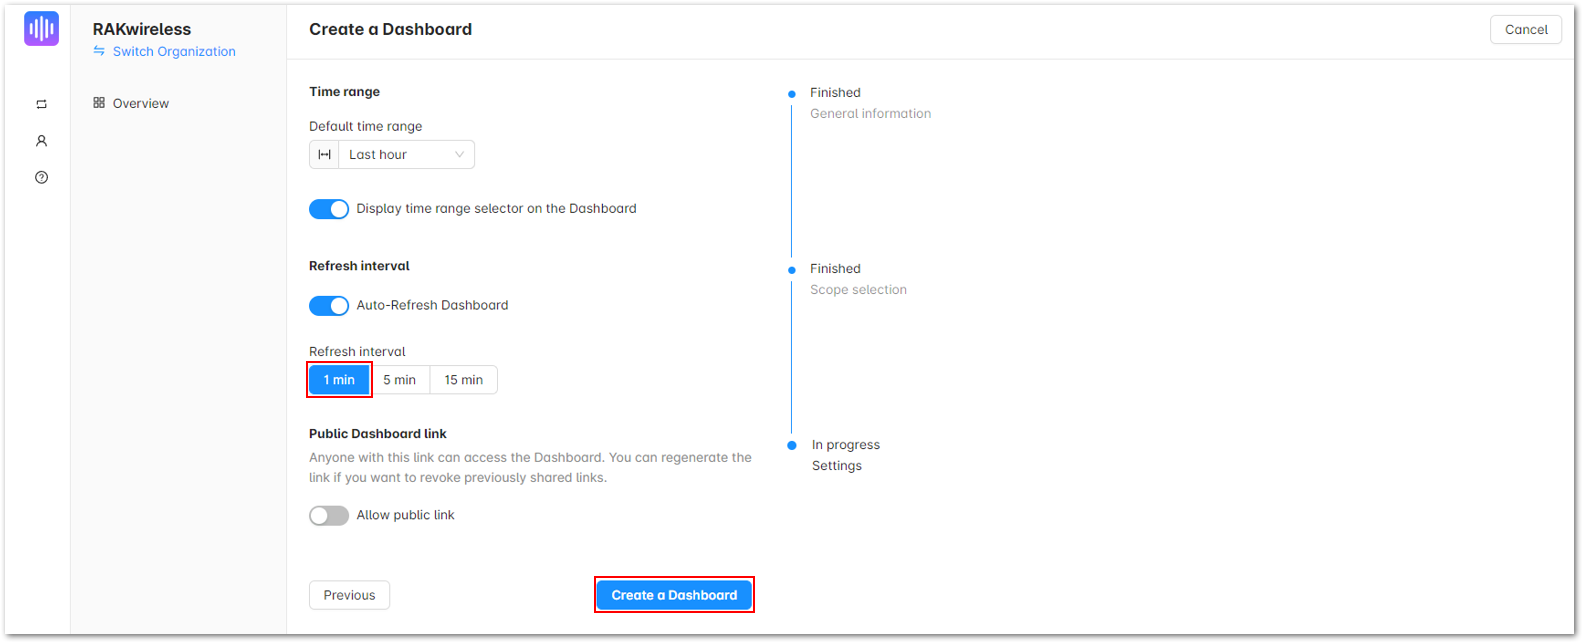 RAKwireless
Switch Organization
Overview
Create a Dashboard
Cancel
Time range
Default time range
Last hour
Display time range selector on the Dashboard
Refresh interval
Auto-Refresh Dashboard
Refresh interval
1 min 5 min 15 min
Public Dashboard link
Anyone with this link can access the Dashboard. You can regenerate the
link if you want to revoke previously shared links.
Allow public link
Previous
Create a Dashboard
Finished
General information
Finished
Scope selection
In progress
Settings